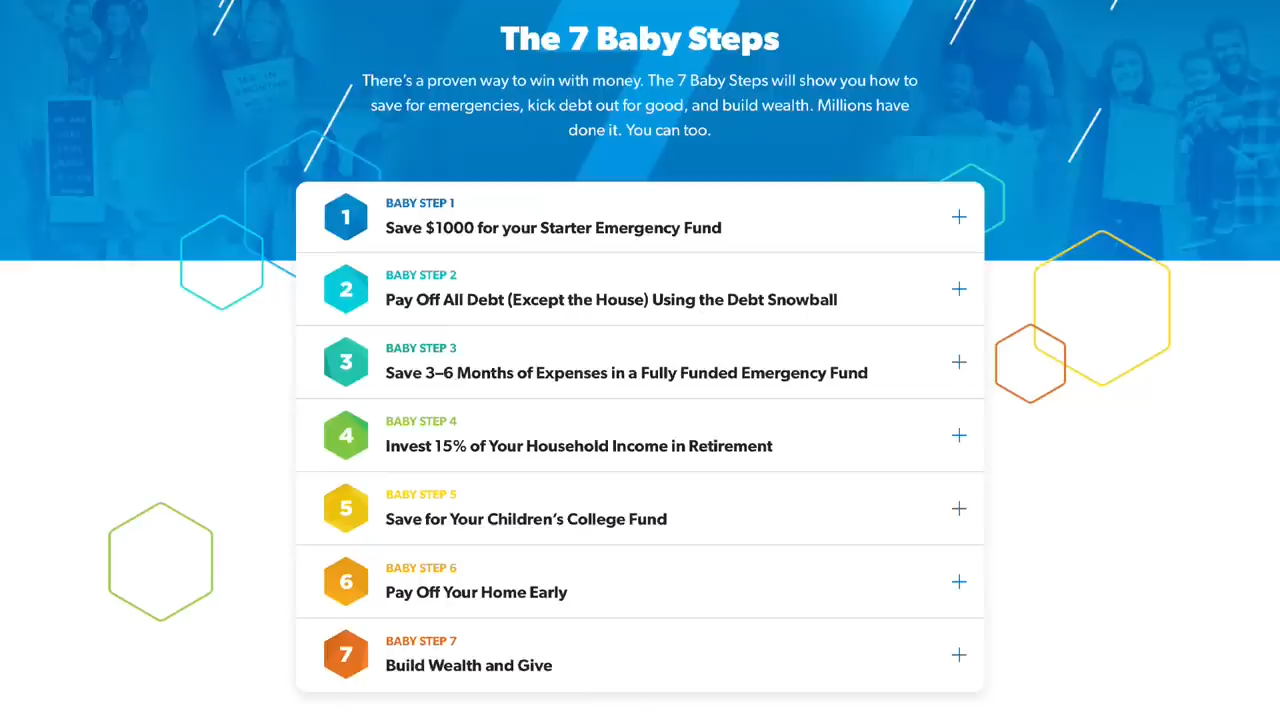 The 7 Baby Steps
There's a proven way to win with money. The 7 Baby Steps will show you how to
save for emergencies, kick debt out for good, and build wealth. Millions have
done it. You can too.
1
BABY STEP 1
Save $1000 for your Starter Emergency Fund
2
BABY STEP 2
Pay Off All Debt (Except the House) Using the Debt Snowball
3
BABY STEP 3
Save 3–6 Months of Expenses in a Fully Funded Emergency Fund
4
BABY STEP 4
Invest 15% of Your Household Income in Retirement
5
BABY STEP 5
Save for Your Children's College Fund
6
BABY STEP 6
Pay Off Your Home Early
7
BABY STEP 7
Build Wealth and Give